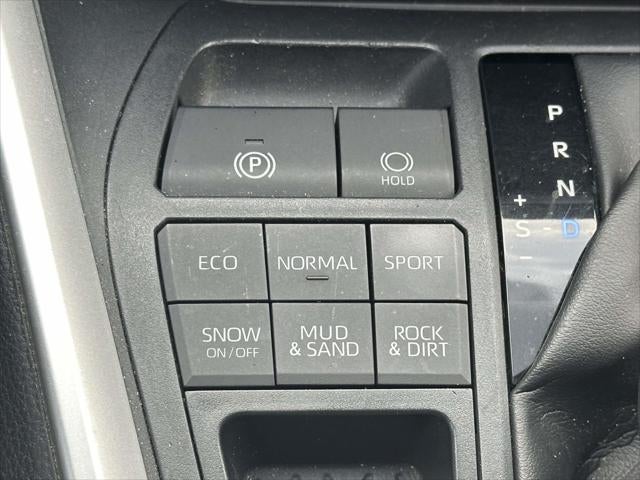 P
HOLD
ECO
NORMAL
SPORT
SNOW
ON / OFF
MUD
& SAND
ROCK
& DIRT
P
R
N
+
S - D
-